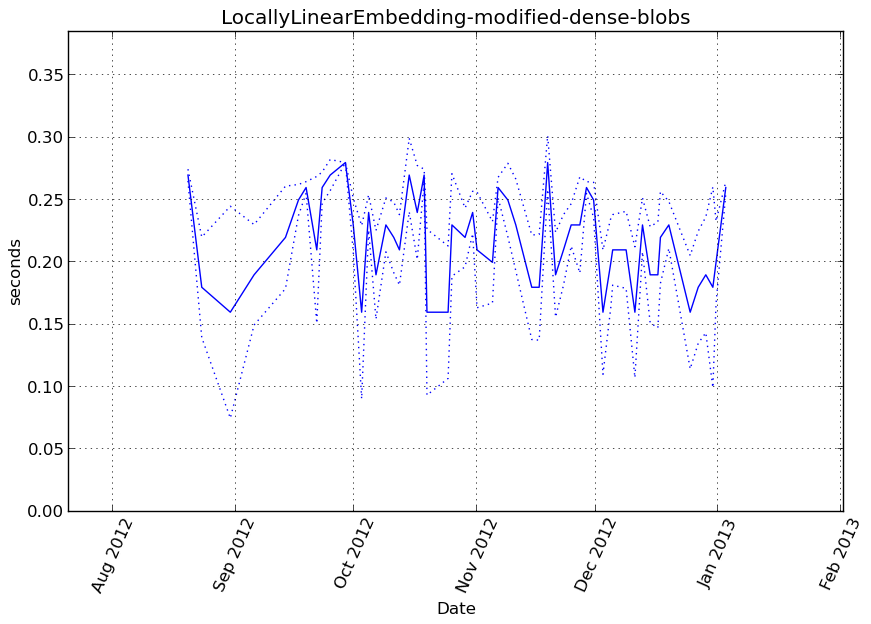 LocallyLinearEmbedding-modified-dense-blobs
0.35
0.30
0.25
0.20
0.15
0.10
0.05
0.00
seconds
Aug 2012
Sep 2012
Oct 2012
Nov 2012
Dec 2012
Jan 2013
Feb 2013
Date